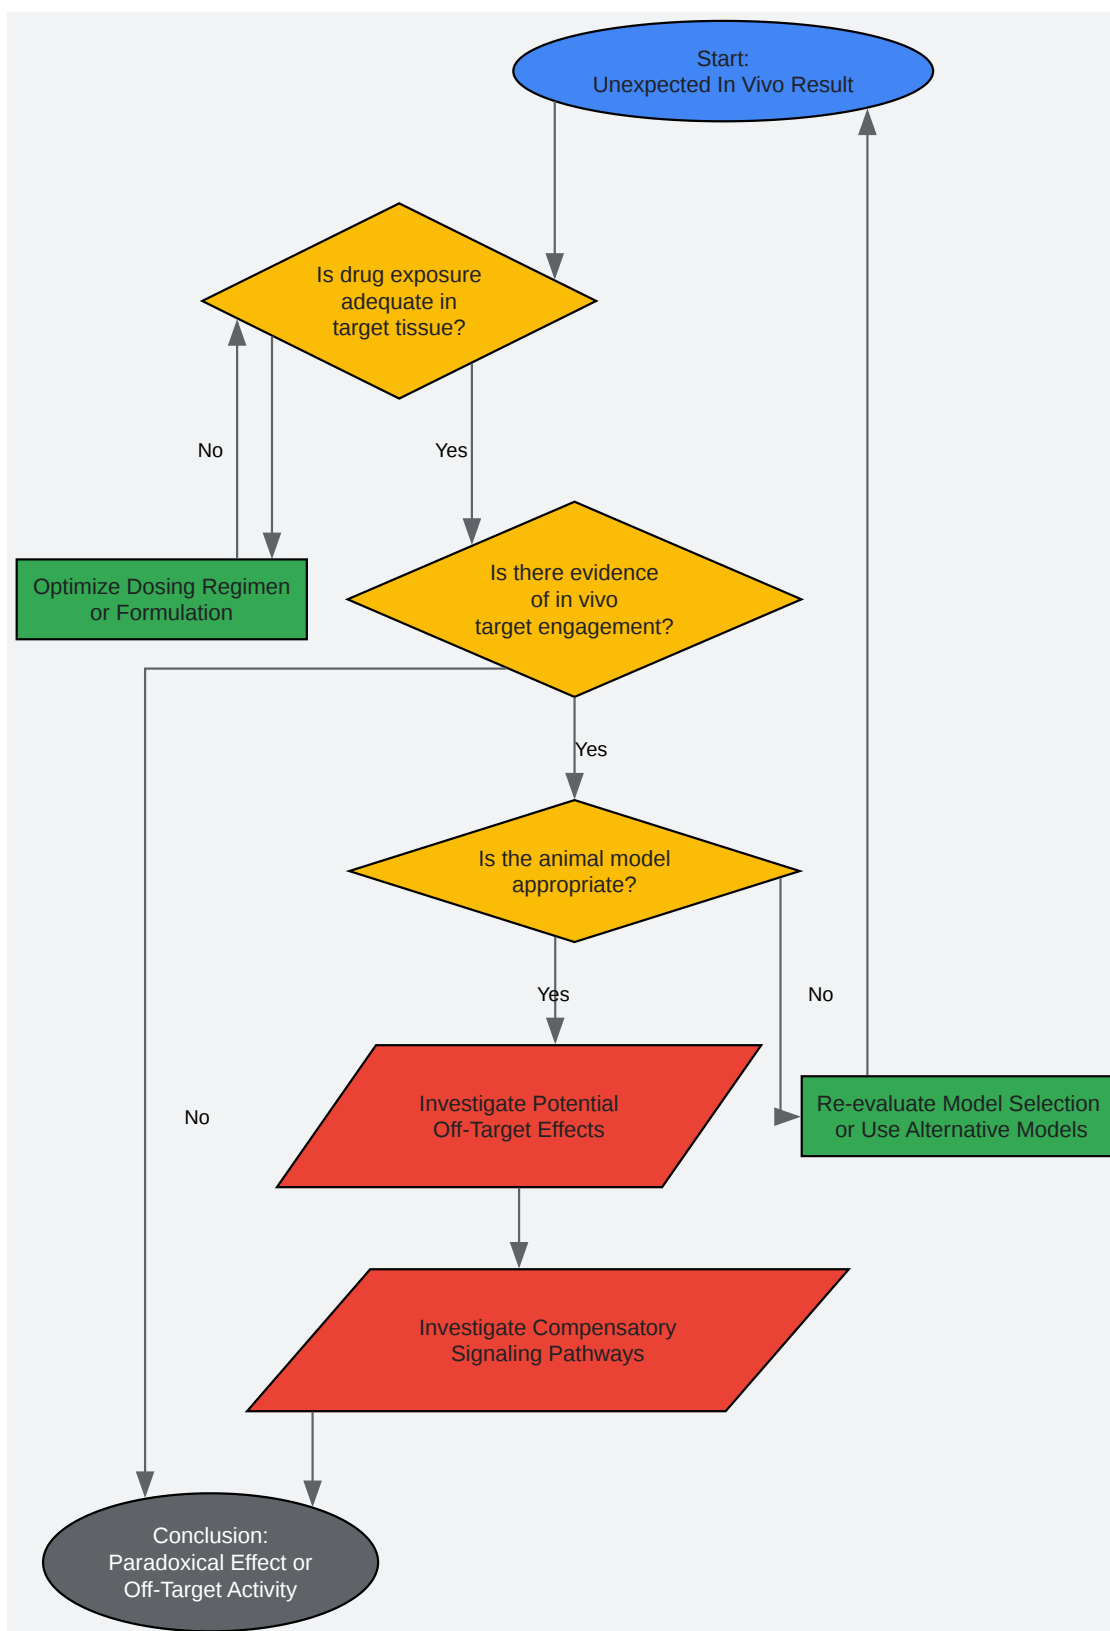 Start:
Unexpected In Vivo Result
Is drug exposure
adequate in
target tissue?
No
Yes
Optimize Dosing Regimen
or Formulation
Is there evidence
of in vivo
target engagement?
Yes
Is the animal model
appropriate?
Yes
No
Investigate Potential
Off-Target Effects
Re-evaluate Model Selection
or Use Alternative Models
No
Investigate Compensatory
Signaling Pathways
Conclusion:
Paradoxical Effect or
Off-Target Activity